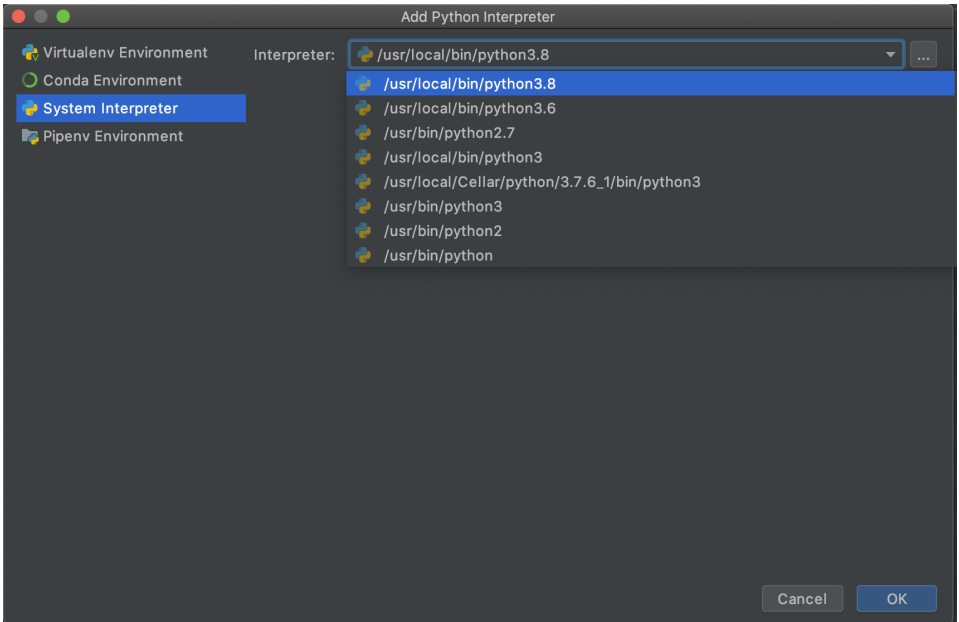 Add Python Interpreter
Virtualenv Environment
Conda Environment
System Interpreter
Pipenv Environment
Interpreter: /usr/local/bin/python3.8 ...
/usr/local/bin/python3.8
/usr/local/bin/python3.6
/usr/bin/python2.7
/usr/local/bin/python3
/usr/local/Cellar/python/3.7.6_1/bin/python3
/usr/bin/python3
/usr/bin/python2
/usr/bin/python
Cancel OK